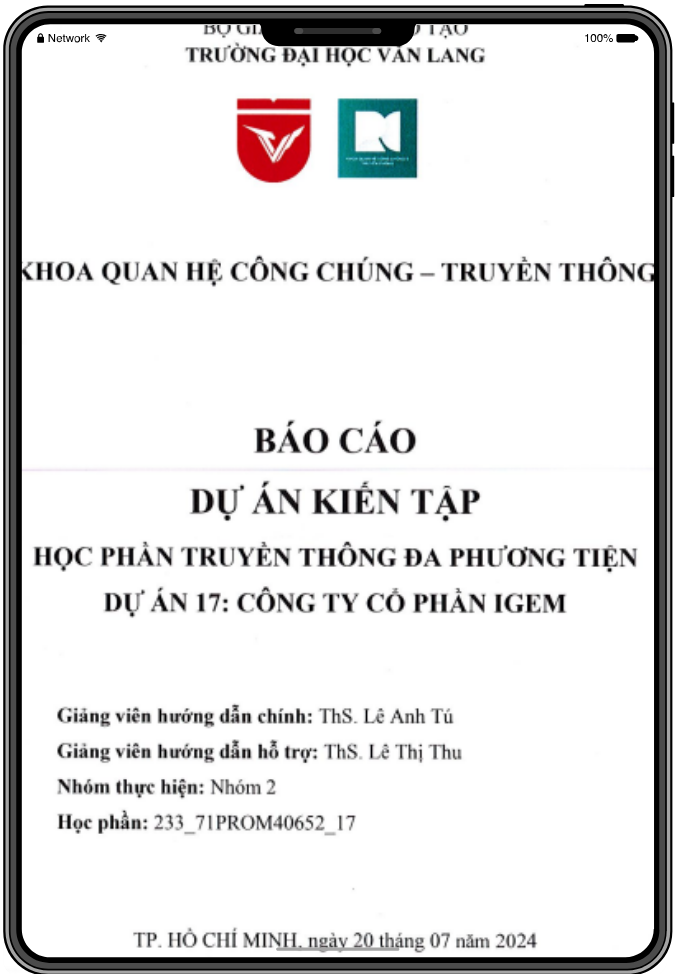 Network
100%
BỘ TẠO
TRƯỜNG ĐẠI HỌC VĂN LANG
KHOA QUAN HỆ CÔNG CHÚNG – TRUYỀN THÔNG
BÁO CÁO
DỰ ÁN KIẾN TẬP
HỌC PHẦN TRUYỀN THÔNG ĐA PHƯƠNG TIỆN
DỰ ÁN 17: CÔNG TY CỔ PHẦN IGEM
Giảng viên hướng dẫn chính: ThS. Lê Anh Tú
Giảng viên hướng dẫn hỗ trợ: ThS. Lê Thị Thu
Nhóm thực hiện: Nhóm 2
Học phần: 233_71PROM40652_17
TP. HỒ CHÍ MINH, ngày 20 tháng 07 năm 2024